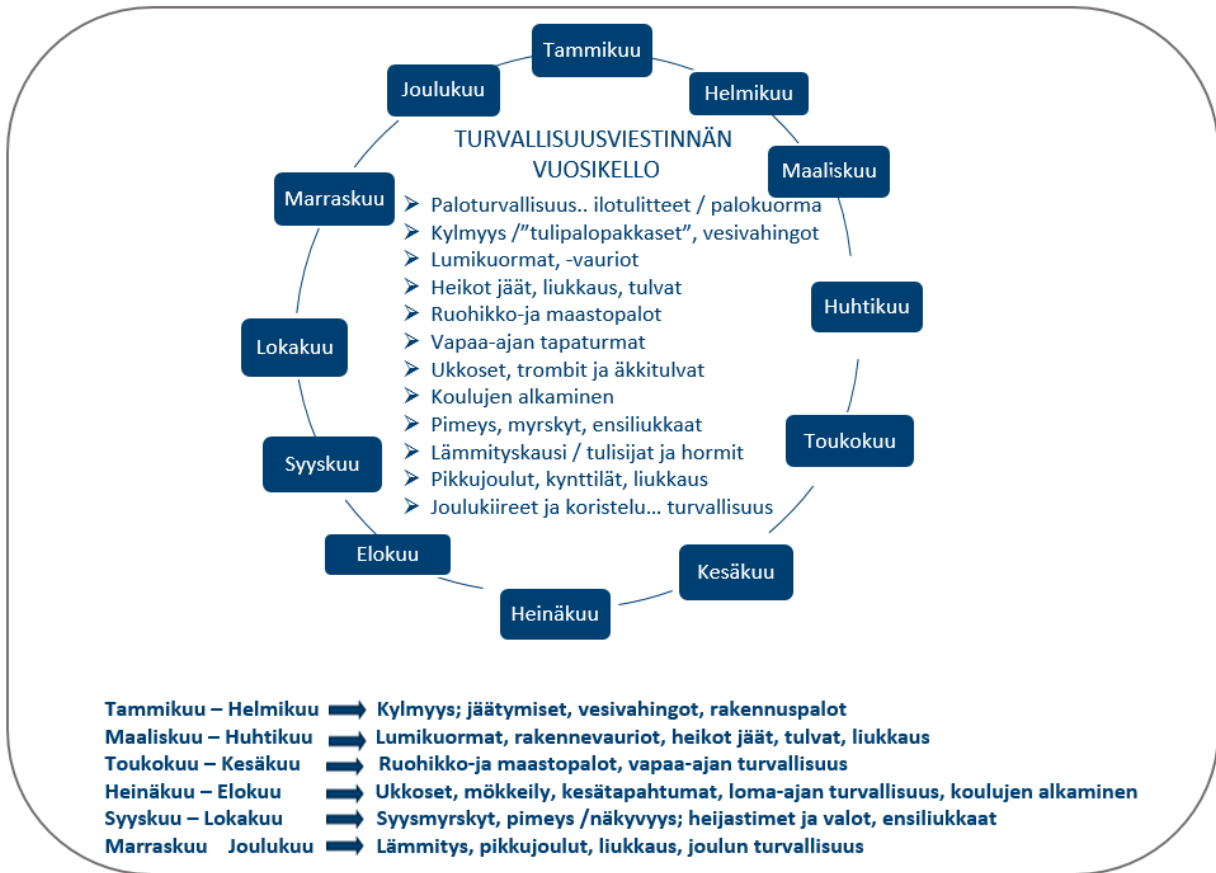 Tammikuu
Helmikuu
Maaliskuu
Huhtikuu
Toukokuu
Kesäkuu
Heinäkuu
Elokuu
Syyskuu
Lokakuu
Marraskuu
Joulukuu
TURVALLISUUSVIESTINNÄN
VUOSIKELLO
➢ Paloturvallisuus.. ilotulitteet / palokuorma
➢ Kylmyys /”tulipalopakkaset”, vesivahingot
➢ Lumikuormat, -vauriot
➢ Heikot jäät, liukkaus, tulvat
➢ Ruohikko-ja maastopalot
➢ Vapaa-ajan tapaturmat
➢ Ukkoset, trombit ja äkkitulvat
➢ Koulujen alkaminen
➢ Pimeys, myrskyt, ensiliukkaat
➢ Lämmityskausi / tulisijat ja hormit
➢ Pikkujoulut, kynttilät, liukkaus
➢ Joulukiireet ja koristelu... turvallisuus
Tammikuu – Helmikuu ➡ Kylmyys; jäätymiset, vesivahingot, rakennuspalot
Maaliskuu – Huhtikuu ➡ Lumikuormat, rakennevauriot, heikot jäät, tulvat, liukkaus
Toukokuu – Kesäkuu ➡ Ruohikko-ja maastopalot, vapaa-ajan turvallisuus
Heinäkuu – Elokuu ➡ Ukkoset, mökkeily, kesätapahtumat, loma-ajan turvallisuus, koulujen alkaminen
Syyskuu – Lokakuu ➡ Syysmyrskyt, pimeys /näkyvyys; heijastimet ja valot, ensiliukkaat
Marraskuu Joulukuu ➡ Lämmitys, pikkujoulut, liukkaus, joulun turvallisuus